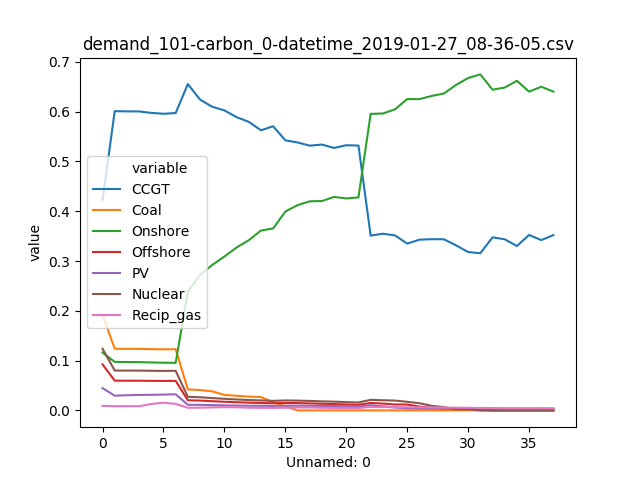 demand_101-carbon_0-datetime_2019-01-27_08-36-05.csv
0.7
0.6
0.5
0.4
0.3
0.2
0.1
0.0
value
variable
CCGT
Coal
Onshore
Offshore
PV
Nuclear
Recip_gas
0 5 10 15 20 25 30 35
Unnamed: 0